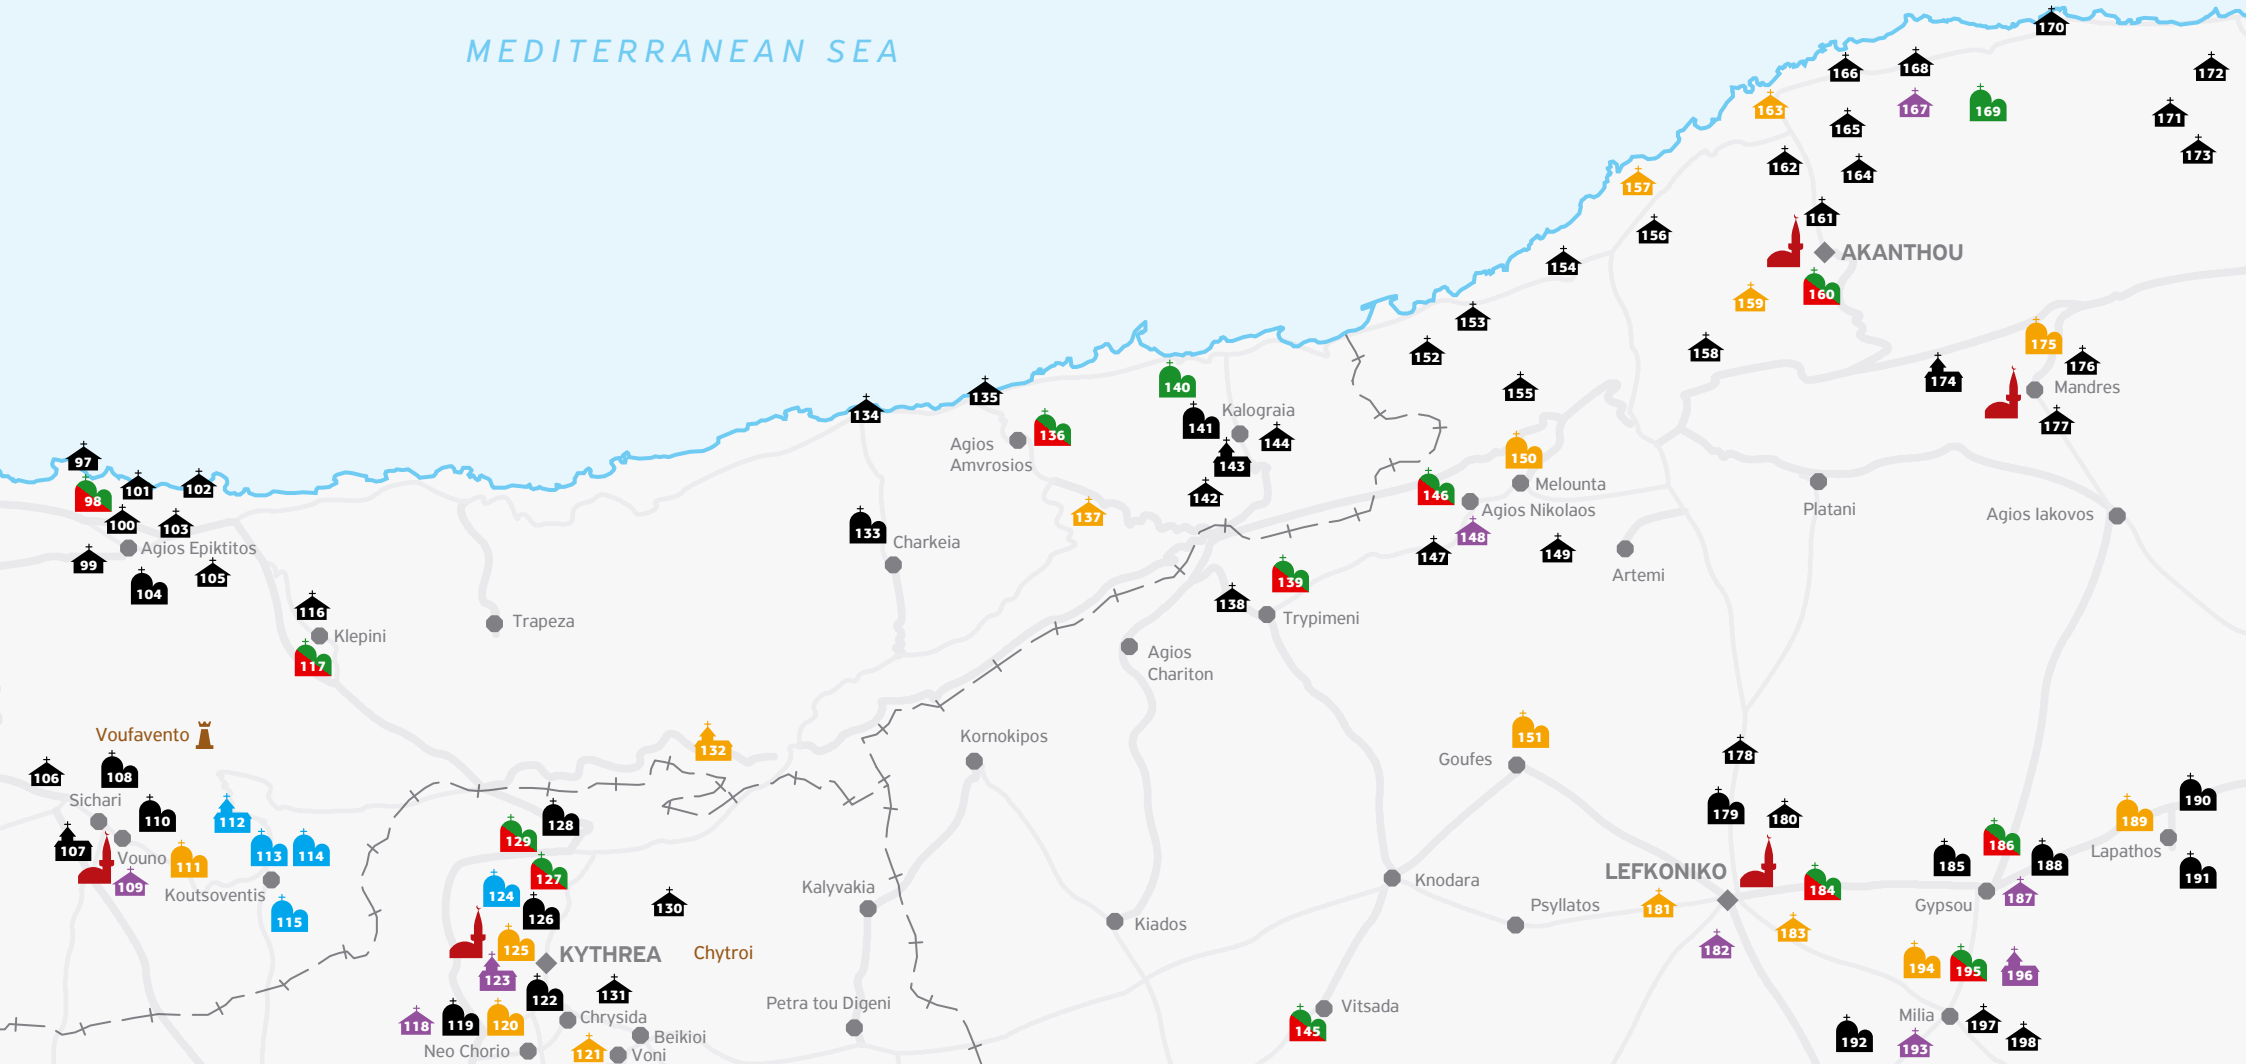 MEDITERRANEAN SEA
170
166
168
172
163
167
169
171
165
173
162
164
157
161
156
AKANTHOU
154
160
159
153
175
158
152
176
174
Mandres
155
140
134
135
177
141
Kalograia
136
144
Agios
Amvrosios
150
97
143
Melounta
Platani
101
102
146
98
142
Agios Nikolaos
Agios Iakovos
100
103
137
133
148
Charkeia
Agios Epiktitos
147
149
99
105
104
139
Artemi
138
116
Trypimeni
Trapeza
Klepini
117
Agios
Chariton
Voufavento
132
Kornokipos
151
178
Goufes
106
108
Sichari
190
110
112
179
180
189
128
129
186
107
Vouno
113
114
185
188
Lapathos
111
LEFKONIKO
127
191
109
184
Koutsoventis
124
Kalyvakia
Knodara
187
130
181
Psyllatos
Gypsou
115
126
Kiados
183
125
KYTHREA
Chytroi
182
194
195
196
123
122
131
Petra tou Digeni
Vitsada
118
119
120
Chrysida
145
Milia
197
Beikioi
192
198
Neo Chorio
121
Voni
193